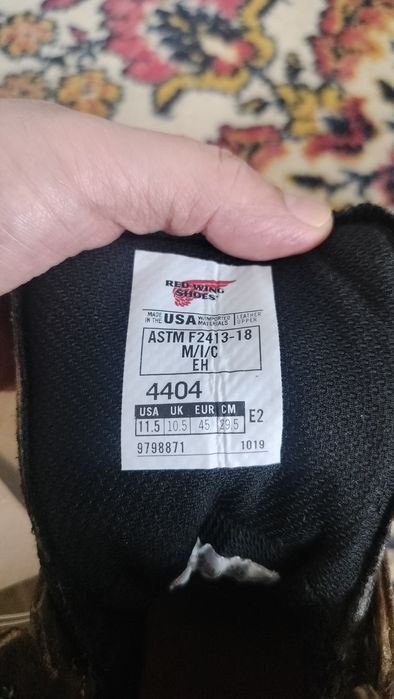 RED WING
SHOES
MADE IN THE USA W/IMPORTED MATERIALS LEATHER UPPER
ASTM F2413-18
M/I/C
EH
4404
USA UK EUR CM
11.5 10.5 45 29.5 E2
9798871 1019